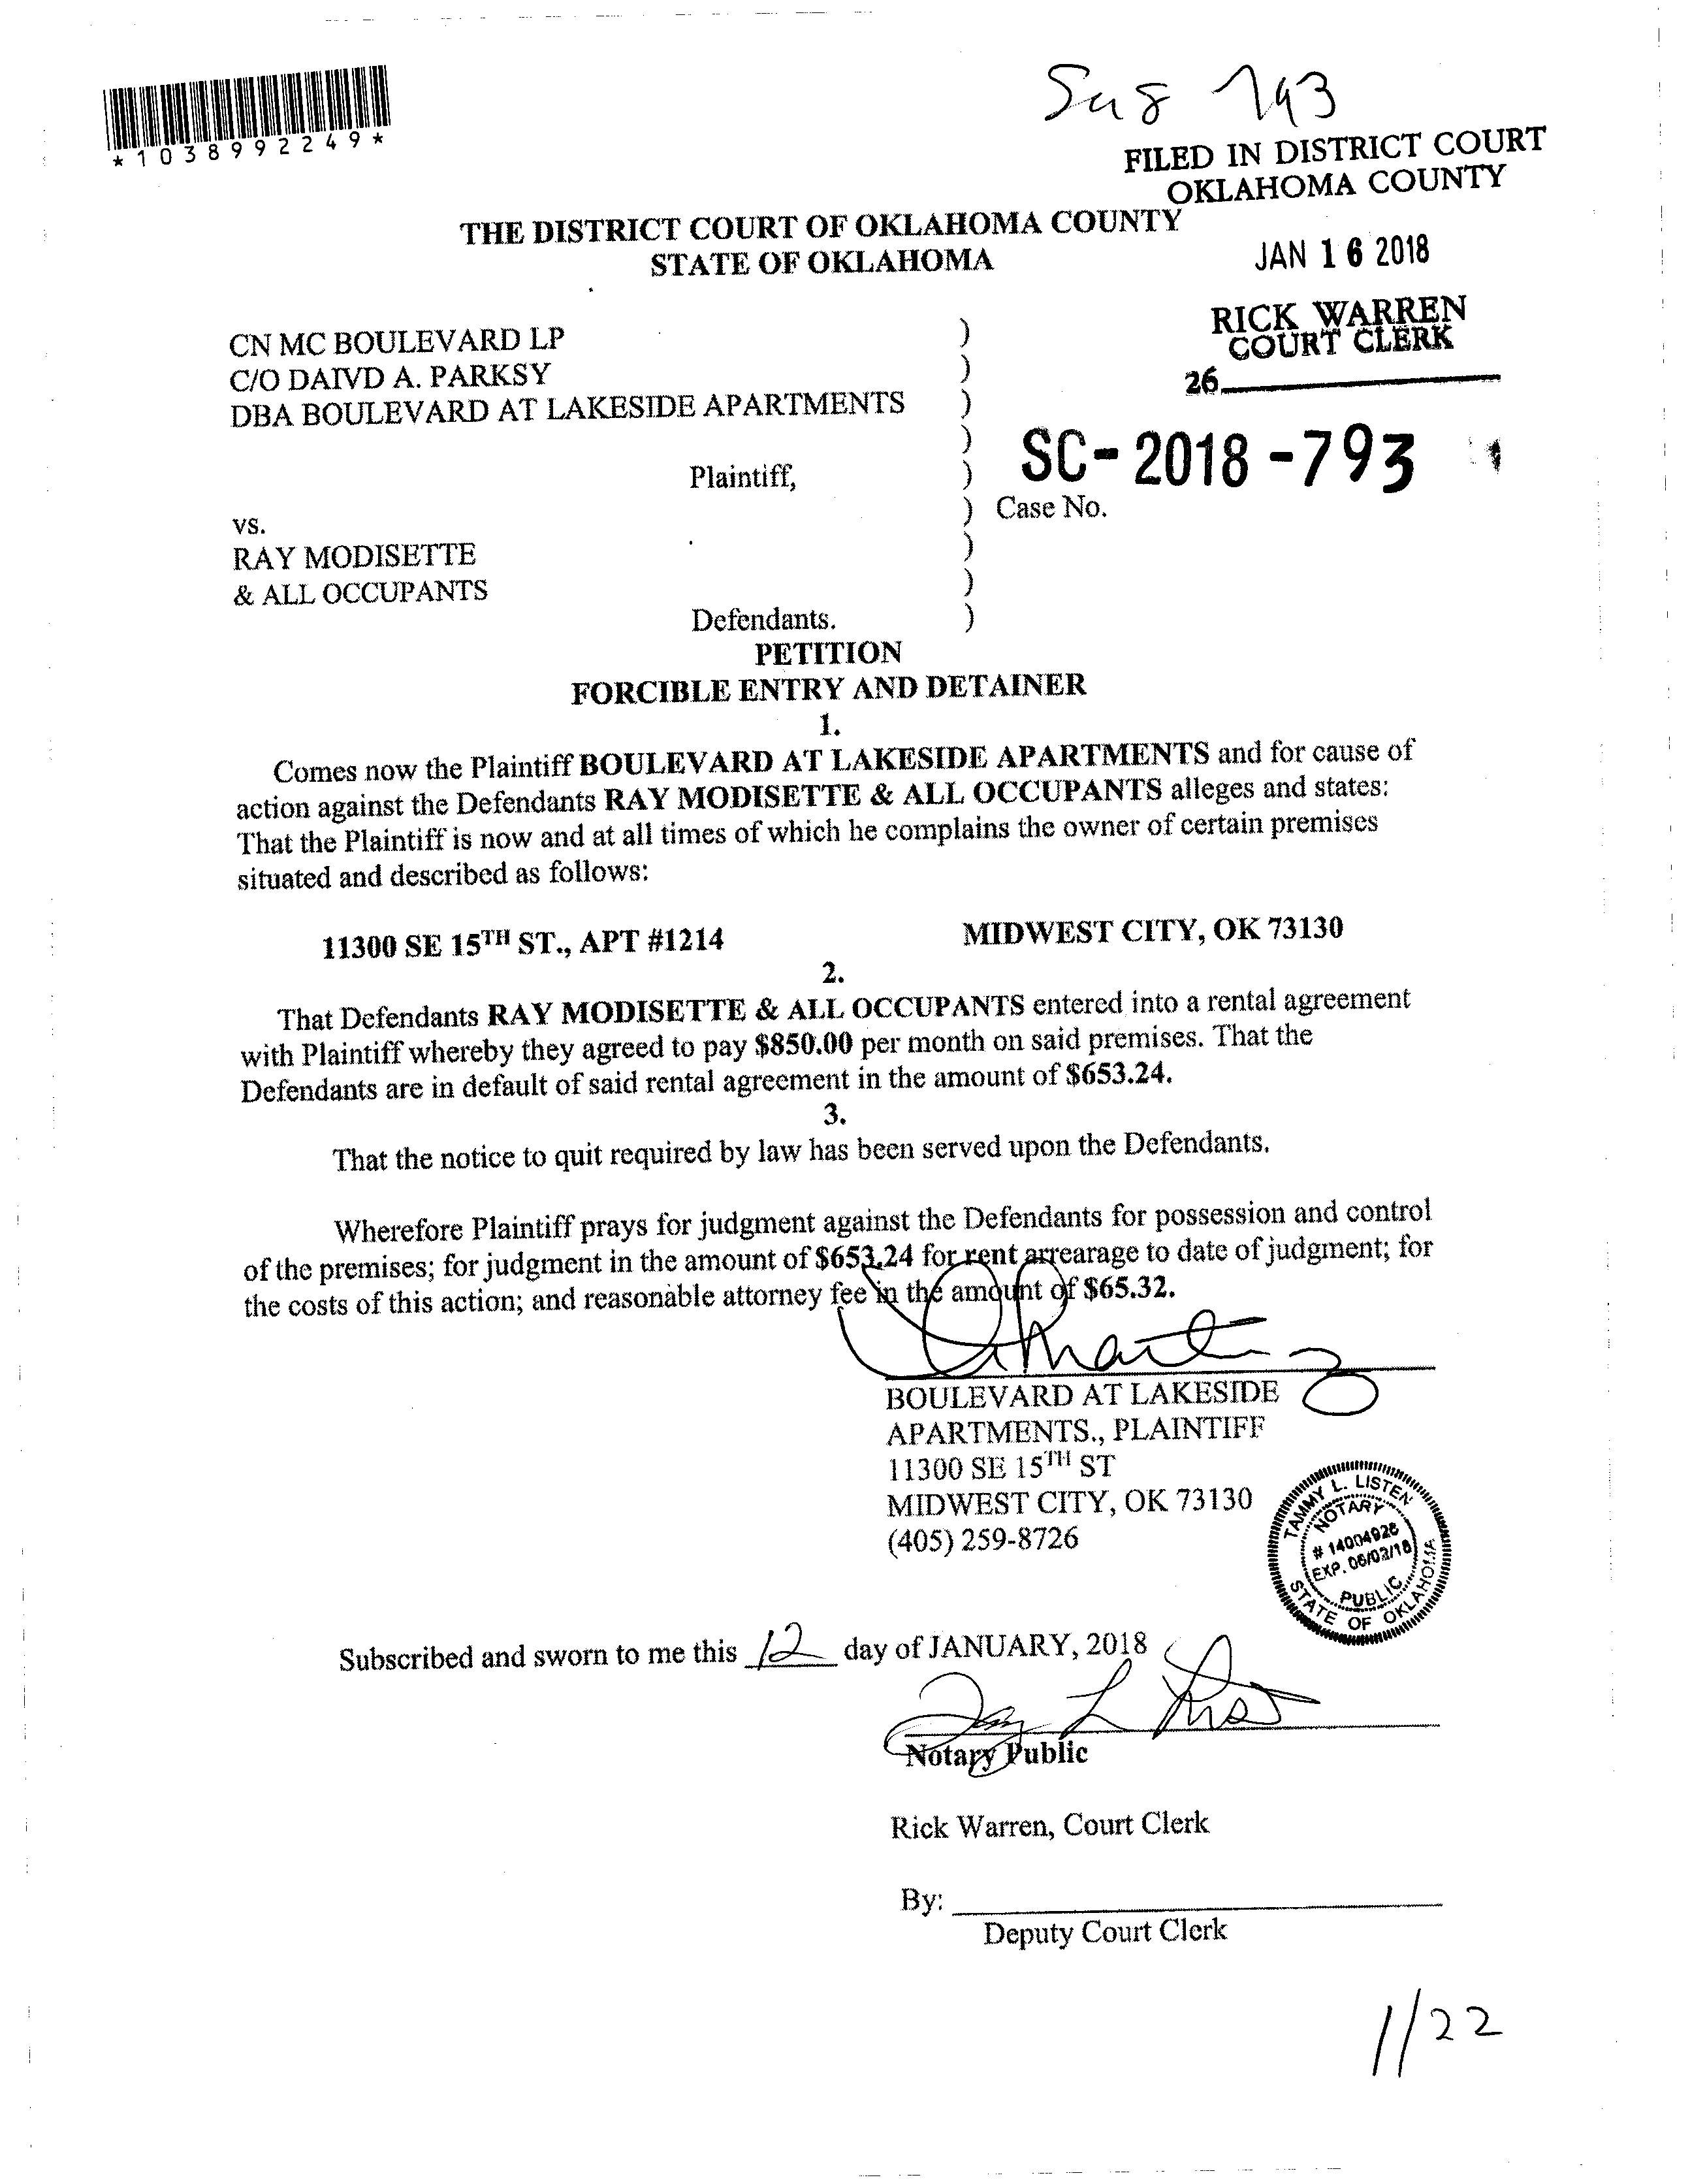 *1038992249*
FILED IN DISTRICT COURT
OKLAHOMA COUNTY
THE DISTRICT COURT OF OKLAHOMA COUNTY
STATE OF OKLAHOMA
JAN 16 2018
RICK WARREN
COURT CLERK
26
CN MC BOULEVARD LP )
C/O DAIVD A. PARKSY )
DBA BOULEVARD AT LAKESIDE APARTMENTS )
)
SC-2018-793
Plaintiff, )
) Case No.
vs.
RAY MODISETTE )
& ALL OCCUPANTS )
Defendants. )
PETITION
FORCIBLE ENTRY AND DETAINER
1.
Comes now the Plaintiff BOULEVARD AT LAKESIDE APARTMENTS and for cause of
action against the Defendants RAY MODISETTE & ALL OCCUPANTS alleges and states:
That the Plaintiff is now and at all times of which he complains the owner of certain premises
situated and described as follows:
11300 SE 15TH ST., APT #1214 MIDWEST CITY, OK 73130
2.
That Defendants RAY MODISETTE & ALL OCCUPANTS entered into a rental agreement
with Plaintiff whereby they agreed to pay $850.00 per month on said premises. That the
Defendants are in default of said rental agreement in the amount of $653.24.
3.
That the notice to quit required by law has been served upon the Defendants.
Wherefore Plaintiff prays for judgment against the Defendants for possession and control
of the premises; for judgment in the amount of $653.24 for rent arrearage to date of judgment; for
the costs of this action; and reasonable attorney fee in the amount of $65.32.
BOULEVARD AT LAKESIDE
APARTMENTS., PLAINTIFF
11300 SE 15TH ST
MIDWEST CITY, OK 73130
(405) 259-8726
TAMMY L. LISTEN
NOTARY
# 14004928
EXP. 06/03/18
PUBLIC
STATE OF OKLAHOMA
Subscribed and sworn to me this 12 day of JANUARY, 2018
Notary Public
Rick Warren, Court Clerk
By:
Deputy Court Clerk
1/22